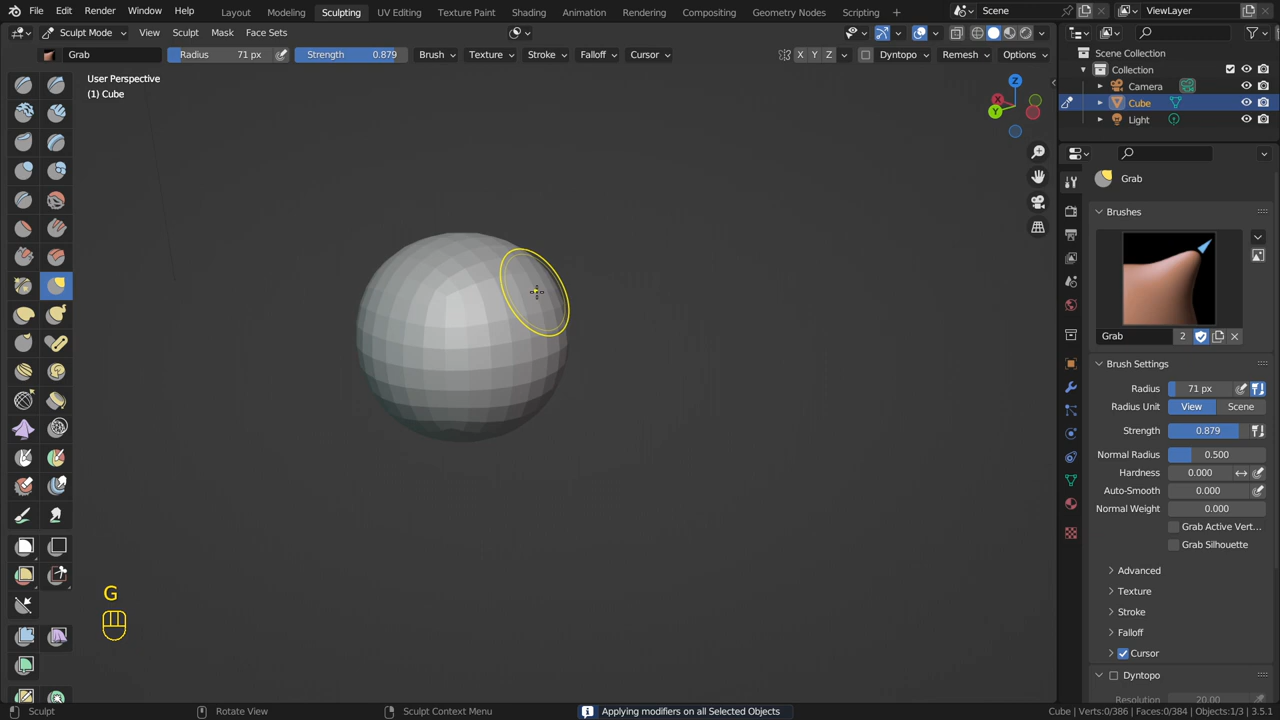 File Edit Render Window Help Layout Modeling Sculpting UV Editing Texture Paint Shading Animation Rendering Compositing Geometry Nodes Scripting Scene ViewLayer
Sculpt Mode View Sculpt Mask Face Sets
Grab Radius 71 px Strength 0.879 Brush Texture Stroke Falloff Cursor X Y Z Dyntopo Remesh Options
Scene Collection
Collection
Camera
Cube
Light
User Perspective
(1) Cube
Z
X
Y
Grab
Brushes
Grab 2
Brush Settings
Radius 71 px
Radius Unit View Scene
Strength 0.879
Normal Radius 0.500
Hardness 0.000
Auto-Smooth 0.000
Normal Weight 0.000
Grab Active Vert...
Grab Silhouette
Advanced
Texture
Stroke
Falloff
Cursor
Dyntopo
Resolution 20.00
G
Sculpt Rotate View Sculpt Context Menu Applying modifiers on all Selected Objects Cube | Verts:0/386 | Faces:0/384 | Objects:1/3 | 3.5.1